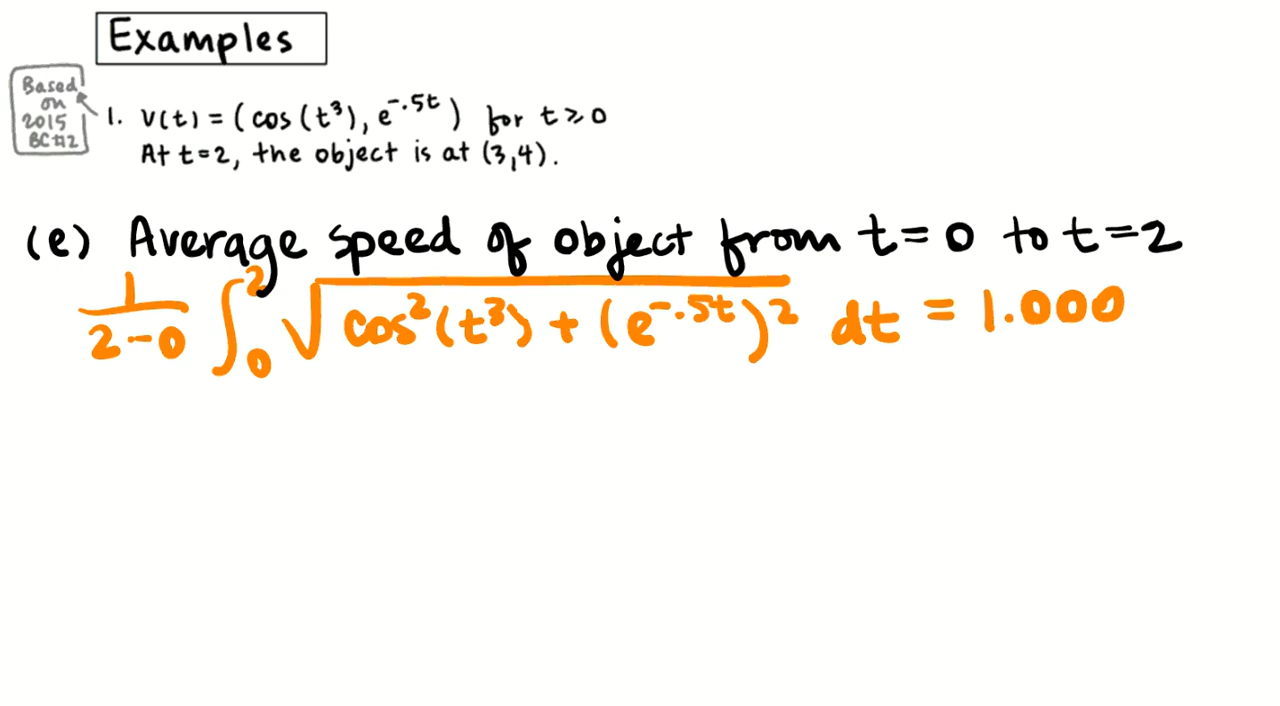 Examples
Based
on
2015
BC#2
1. v(t) = (cos(t³), e^-.5t) for t ≥ 0
At t=2, the object is at (3,4).
(e) Average speed of object from t=0 to t=2
1/(2-0) ∫₀² √(cos²(t³) + (e^-.5t)²) dt = 1.000